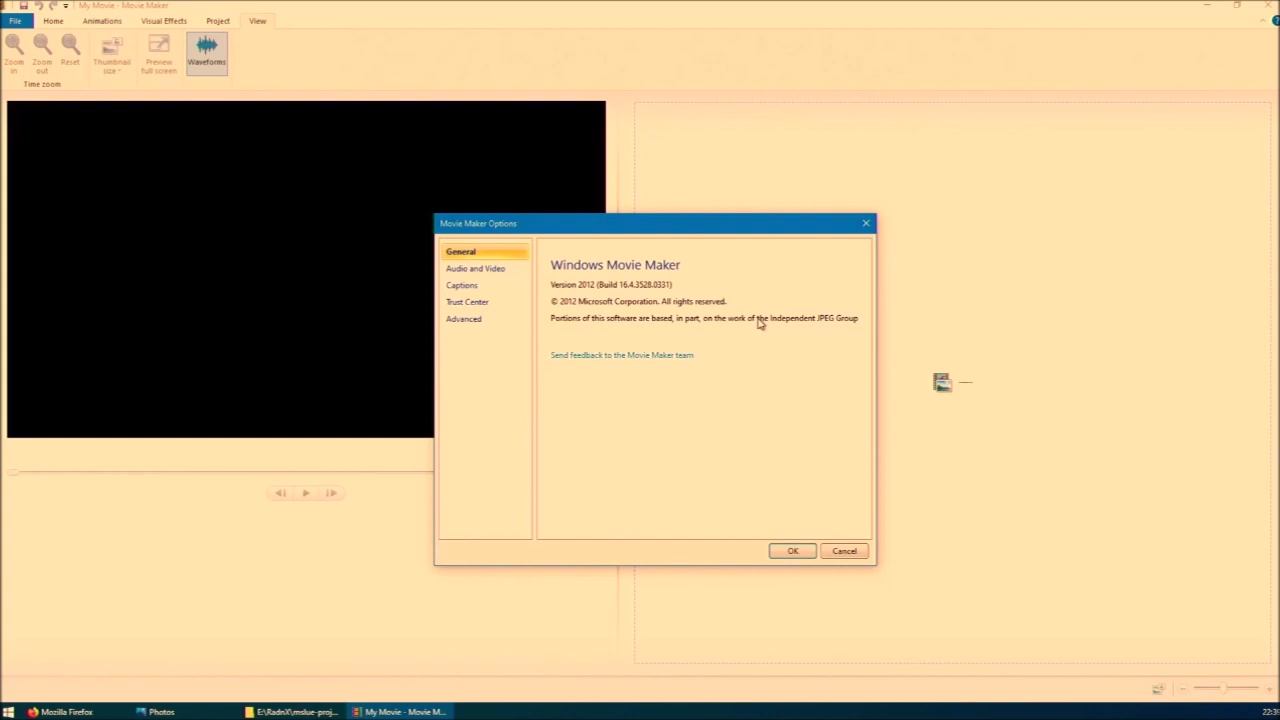 My Movie - Movie Maker
File Home Animations Visual Effects Project View
Zoom in
Zoom out
Reset
Thumbnail size
Preview full screen
Waveforms
Time zoom
Movie Maker Options
General
Audio and Video
Captions
Trust Center
Advanced
Windows Movie Maker
Version 2012 (Build 16.4.3528.0331)
© 2012 Microsoft Corporation. All rights reserved.
Portions of this software are based, in part, on the work of the Independent JPEG Group
Send feedback to the Movie Maker team
OK Cancel
Mozilla Firefox Photos E:\RadnX\mslue-proj... My Movie - Movie M...